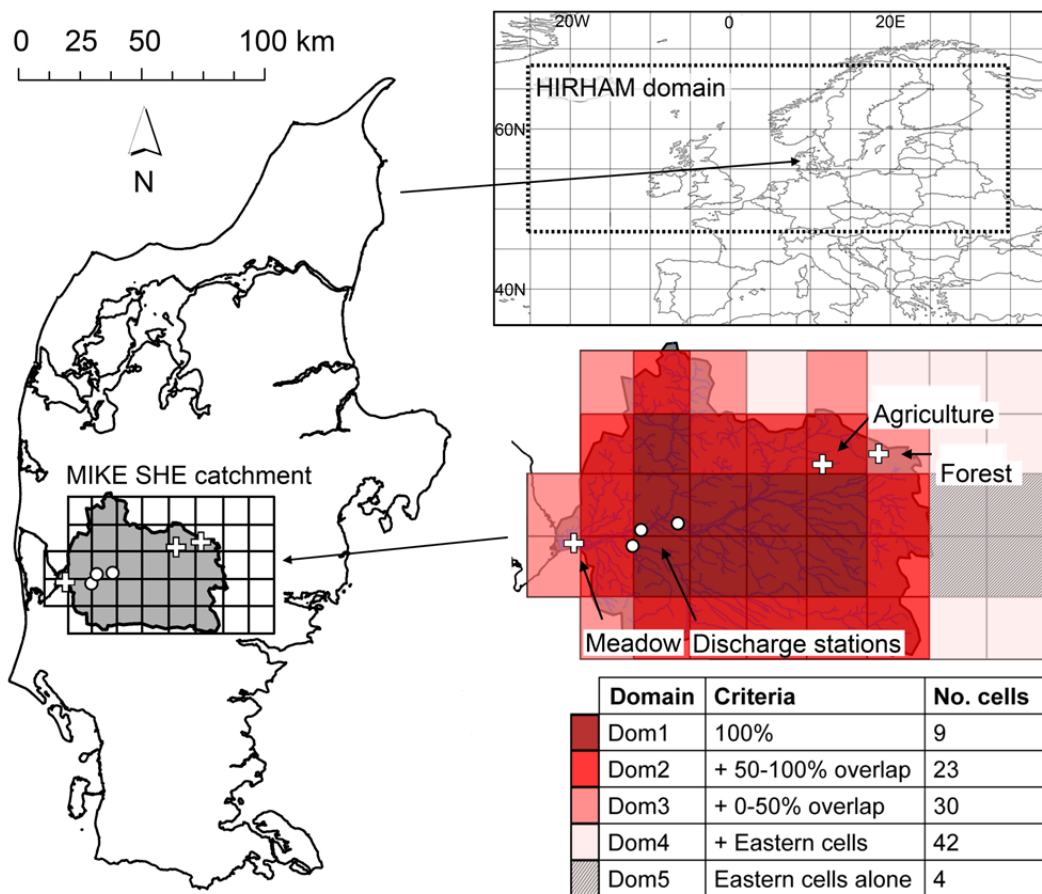 0 25 50 100 km
N
MIKE SHE catchment
20W 0 20E
HIRHAM domain
60N
40N
Agriculture
Forest
Meadow Discharge stations
Domain Criteria No. cells
Dom1 100% 9
Dom2 + 50-100% overlap 23
Dom3 + 0-50% overlap 30
Dom4 + Eastern cells 42
Dom5 Eastern cells alone 4